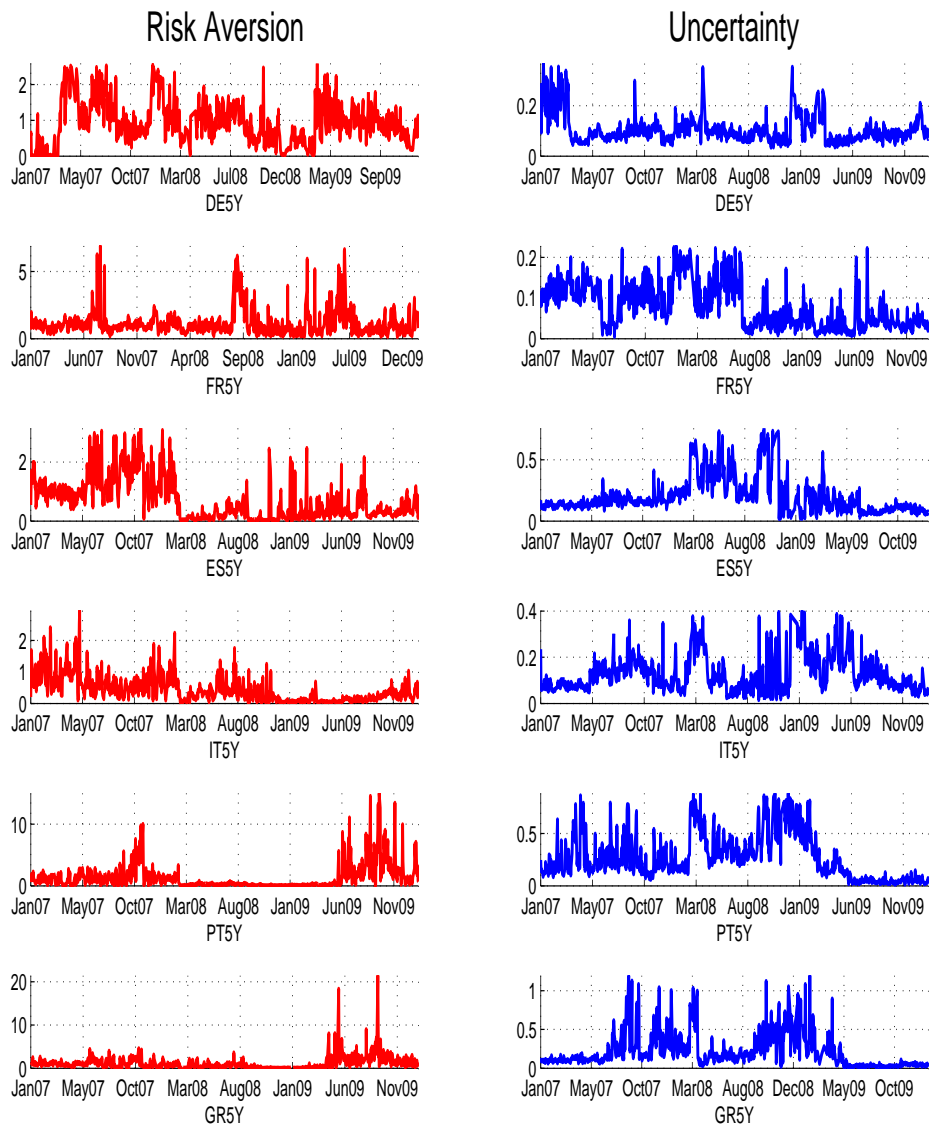 Risk Aversion Uncertainty
2
1
0
Jan07 May07 Oct07 Mar08 Jul08 Dec08 May09 Sep09
DE5Y
0.2
0
Jan07 May07 Oct07 Mar08 Aug08 Jan09 Jun09 Nov09
DE5Y
5
0
Jan07 Jun07 Nov07 Apr08 Sep08 Jan09 Jul09 Dec09
FR5Y
0.2
0.1
0
Jan07 May07 Oct07 Mar08 Aug08 Jan09 Jun09 Nov09
FR5Y
2
0
Jan07 May07 Oct07 Mar08 Aug08 Jan09 Jun09 Nov09
ES5Y
0.5
0
Jan07 May07 Oct07 Mar08 Aug08 Jan09 May09 Oct09
ES5Y
2
1
0
Jan07 May07 Oct07 Mar08 Aug08 Jan09 Jun09 Nov09
IT5Y
0.4
0.2
0
Jan07 May07 Oct07 Mar08 Aug08 Jan09 Jun09 Nov09
IT5Y
10
0
Jan07 May07 Oct07 Mar08 Aug08 Jan09 Jun09 Nov09
PT5Y
0.5
0
Jan07 May07 Oct07 Mar08 Aug08 Jan09 Jun09 Nov09
PT5Y
20
10
0
Jan07 May07 Oct07 Mar08 Aug08 Jan09 Jun09 Nov09
GR5Y
1
0.5
0
Jan07 May07 Oct07 Mar08 Aug08 Dec08 May09 Oct09
GR5Y